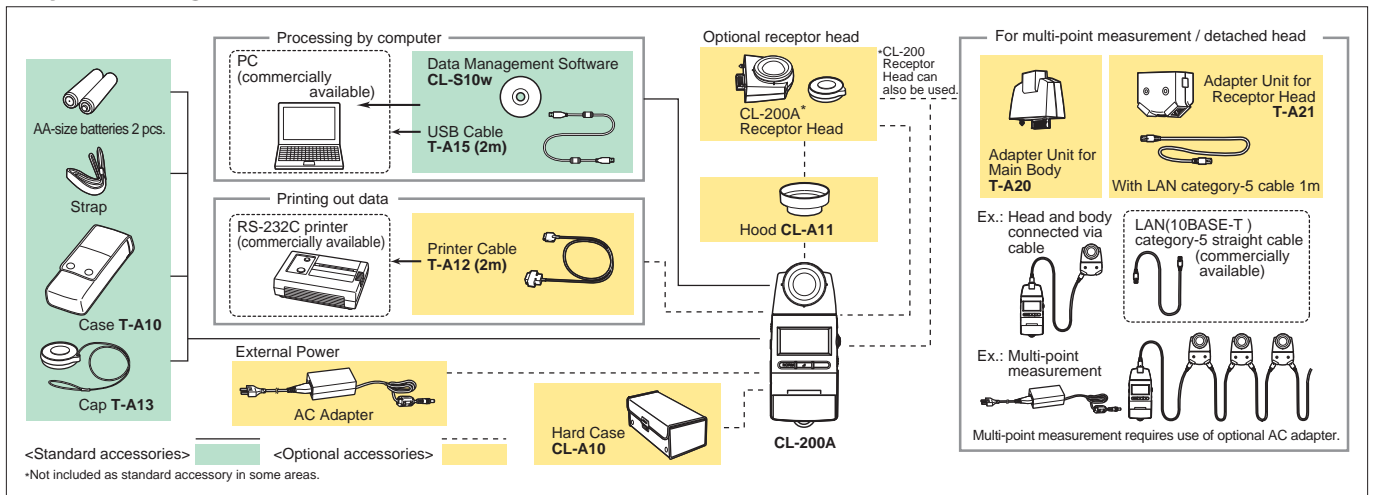 AA-size batteries 2 pcs.
Strap
Case T-A10
Cap T-A13
Processing by computer
PC
(commercially
available)
Data Management Software
CL-S10w
USB Cable
T-A15 (2m)
Printing out data
RS-232C printer
(commercially available)
Printer Cable
T-A12 (2m)
External Power
AC Adapter
Hard Case
CL-A10
Optional receptor head
CL-200A*
Receptor Head
*CL-200
Receptor
Head can
also be used.
Hood CL-A11
CL-200A
For multi-point measurement / detached head
Adapter Unit for
Main Body
T-A20
Adapter Unit for
Receptor Head
T-A21
With LAN category-5 cable 1m
Ex.: Head and body
connected via
cable
LAN(10BASE-T )
category-5 straight cable
(commercially
available)
Ex.: Multi-point
measurement
Multi-point measurement requires use of optional AC adapter.
<Standard accessories>
<Optional accessories>
*Not included as standard accessory in some areas.